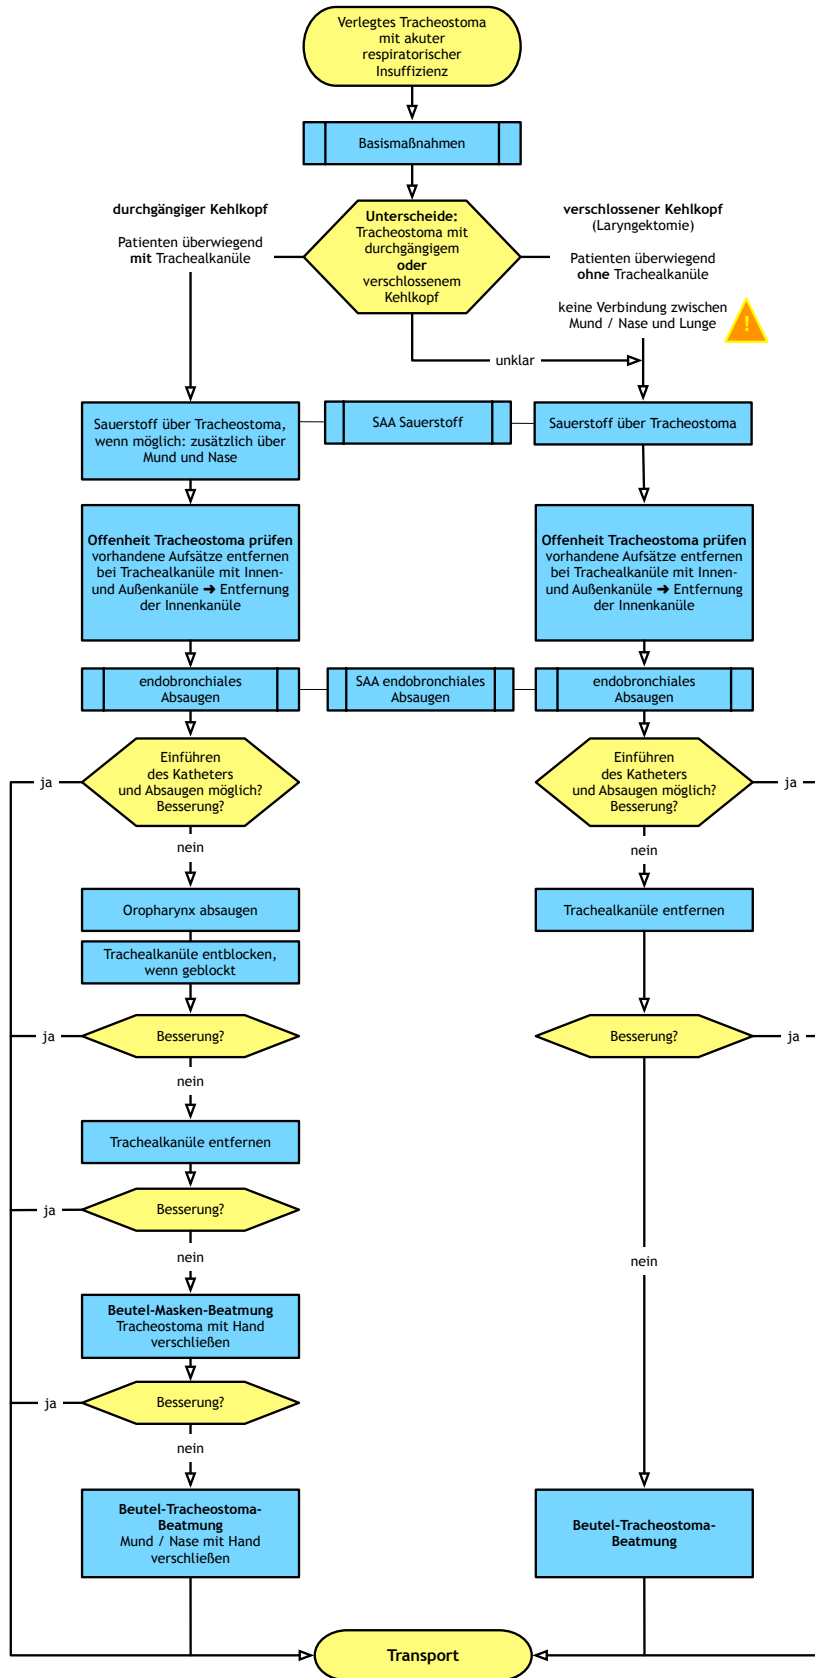 Verlegtes Tracheostoma
mit akuter
respiratorischer
Insuffizienz
Basismaßnahmen
durchgängiger Kehlkopf
Patienten überwiegend
mit Trachealkanüle
Unterscheide:
Tracheostoma mit
durchgängigem
oder
verschlossenem
Kehlkopf
verschlossener Kehlkopf
(Laryngektomie)
Patienten überwiegend
ohne Trachealkanüle
keine Verbindung zwischen
Mund / Nase und Lunge
!
unklar
Sauerstoff über Tracheostoma,
wenn möglich: zusätzlich über
Mund und Nase
SAA Sauerstoff
Sauerstoff über Tracheostoma
Offenheit Tracheostoma prüfen
vorhandene Aufsätze entfernen
bei Trachealkanüle mit Innen-
und Außenkanüle ➜ Entfernung
der Innenkanüle
Offenheit Tracheostoma prüfen
vorhandene Aufsätze entfernen
bei Trachealkanüle mit Innen-
und Außenkanüle ➜ Entfernung
der Innenkanüle
endobronchiales
Absaugen
SAA endobronchiales
Absaugen
endobronchiales
Absaugen
ja
Einführen
des Katheters
und Absaugen möglich?
Besserung?
Einführen
des Katheters
und Absaugen möglich?
Besserung?
ja
nein
nein
Oropharynx absaugen
Trachealkanüle entfernen
Trachealkanüle entblocken,
wenn geblockt
ja
Besserung?
Besserung?
ja
nein
Trachealkanüle entfernen
ja
Besserung?
nein
nein
Beutel-Masken-Beatmung
Tracheostoma mit Hand
verschließen
ja
Besserung?
nein
Beutel-Tracheostoma-
Beatmung
Mund / Nase mit Hand
verschließen
Beutel-Tracheostoma-
Beatmung
Transport